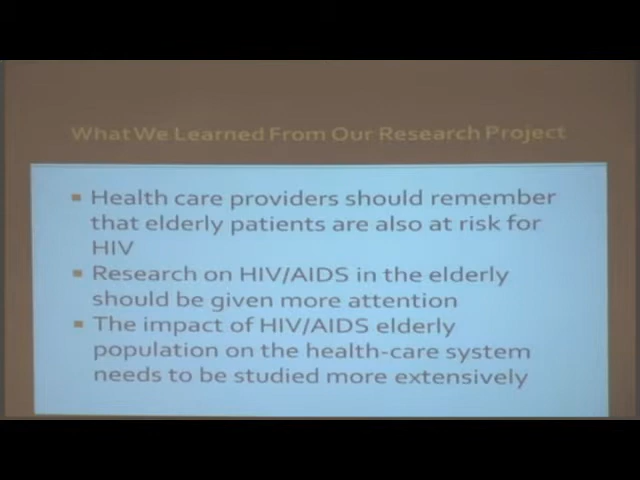 What We Learned From Our Research Project
Health care providers should remember
that elderly patients are also at risk for
HIV
Research on HIV/AIDS in the elderly
should be given more attention
The impact of HIV/AIDS elderly
population on the health-care system
needs to be studied more extensively